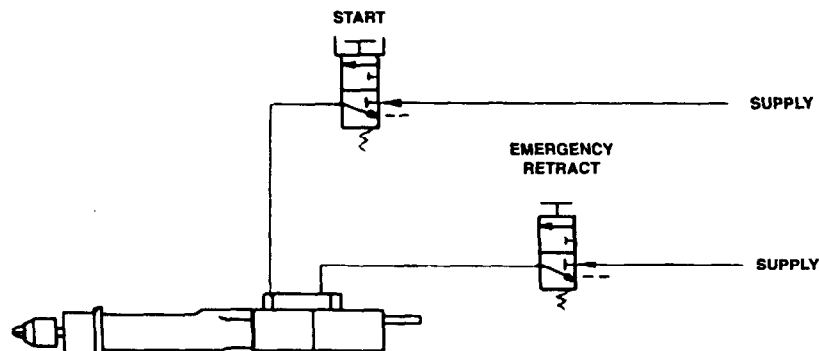 START
SUPPLY
EMERGENCY
RETRACT
SUPPLY